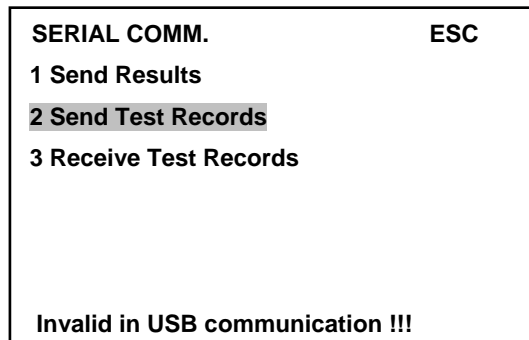 SERIAL COMM. ESC
1 Send Results
2 Send Test Records
3 Receive Test Records
Invalid in USB communication !!!